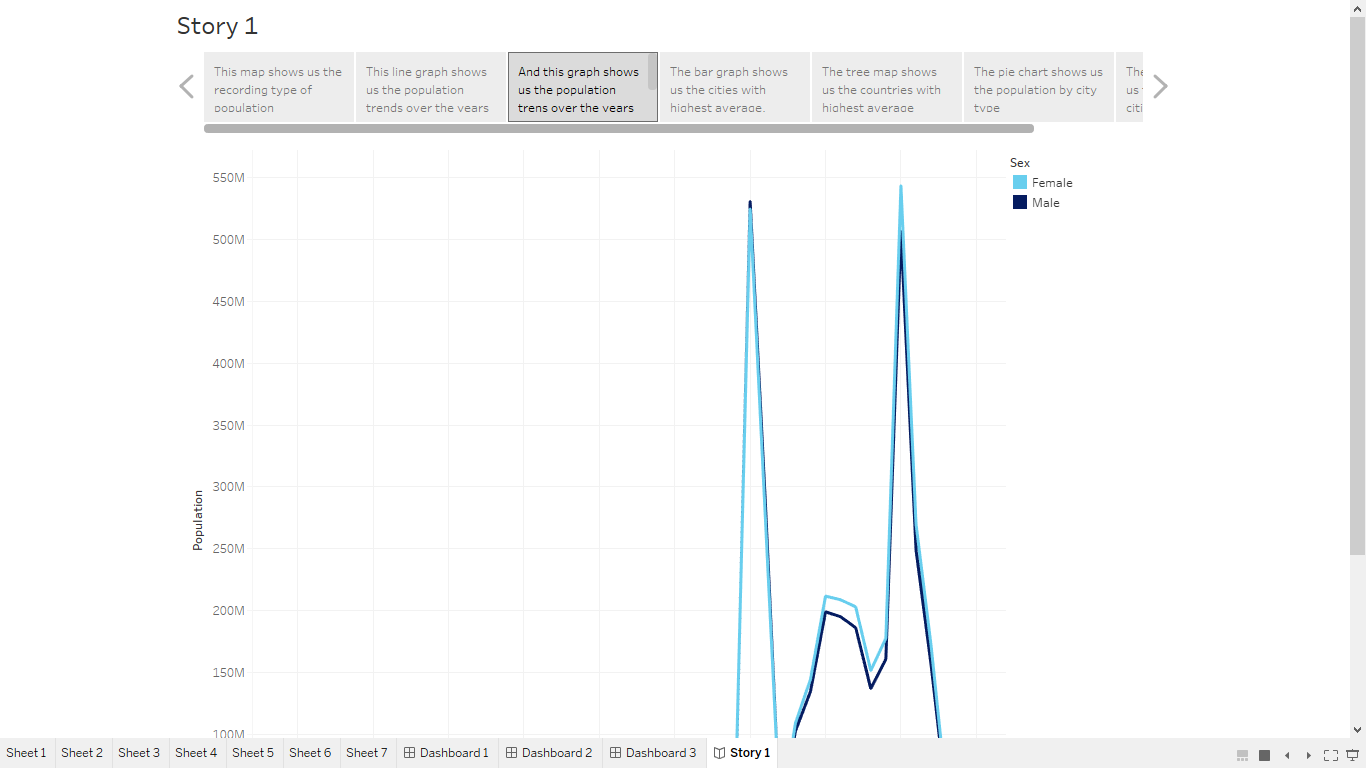 Story 1
This map shows us the
recording type of
population
This line graph shows
us the population
trends over the years
And this graph shows
us the population
trens over the years
The bar graph shows
us the cities with
highest average.
The tree map shows
us the countries with
highest average
The pie chart shows us
the population by city
type
The
us
citi
Sex
Female
Male
550M
500M
450M
400M
350M
300M
250M
200M
150M
100M
Population
Sheet 1 Sheet 2 Sheet 3 Sheet 4 Sheet 5 Sheet 6 Sheet 7 Dashboard 1 Dashboard 2 Dashboard 3 Story 1